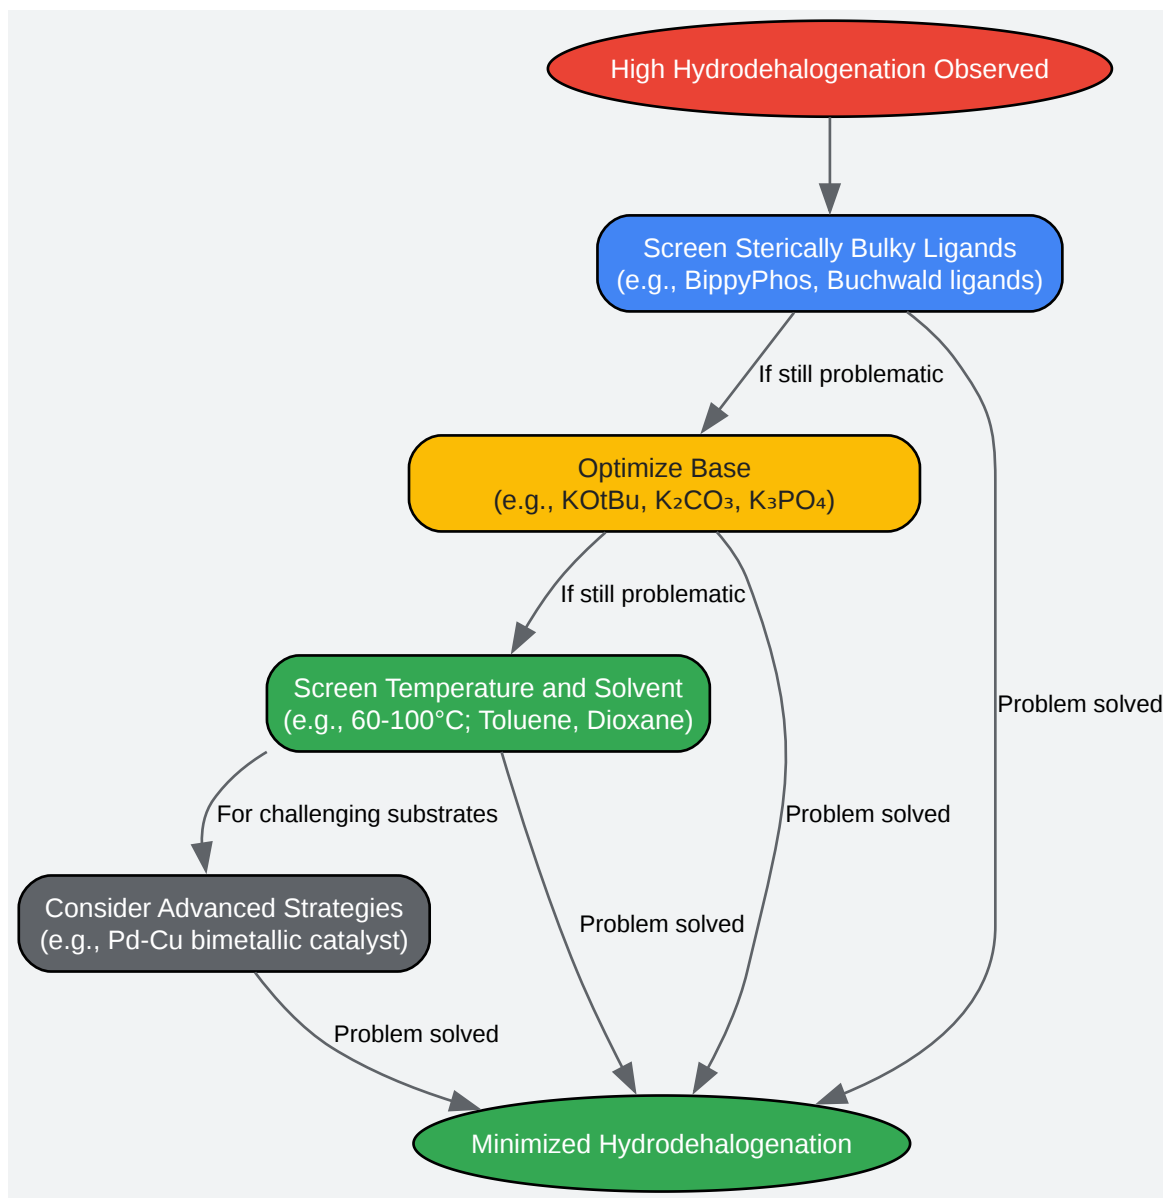 High Hydrodehalogenation Observed
Screen Sterically Bulky Ligands
(e.g., BippyPhos, Buchwald ligands)
If still problematic
Optimize Base
(e.g., KOtBu, K₂CO₃, K₃PO₄)
If still problematic
Screen Temperature and Solvent
(e.g., 60-100°C; Toluene, Dioxane)
Problem solved
For challenging substrates
Problem solved
Consider Advanced Strategies
(e.g., Pd-Cu bimetallic catalyst)
Problem solved
Problem solved
Minimized Hydrodehalogenation